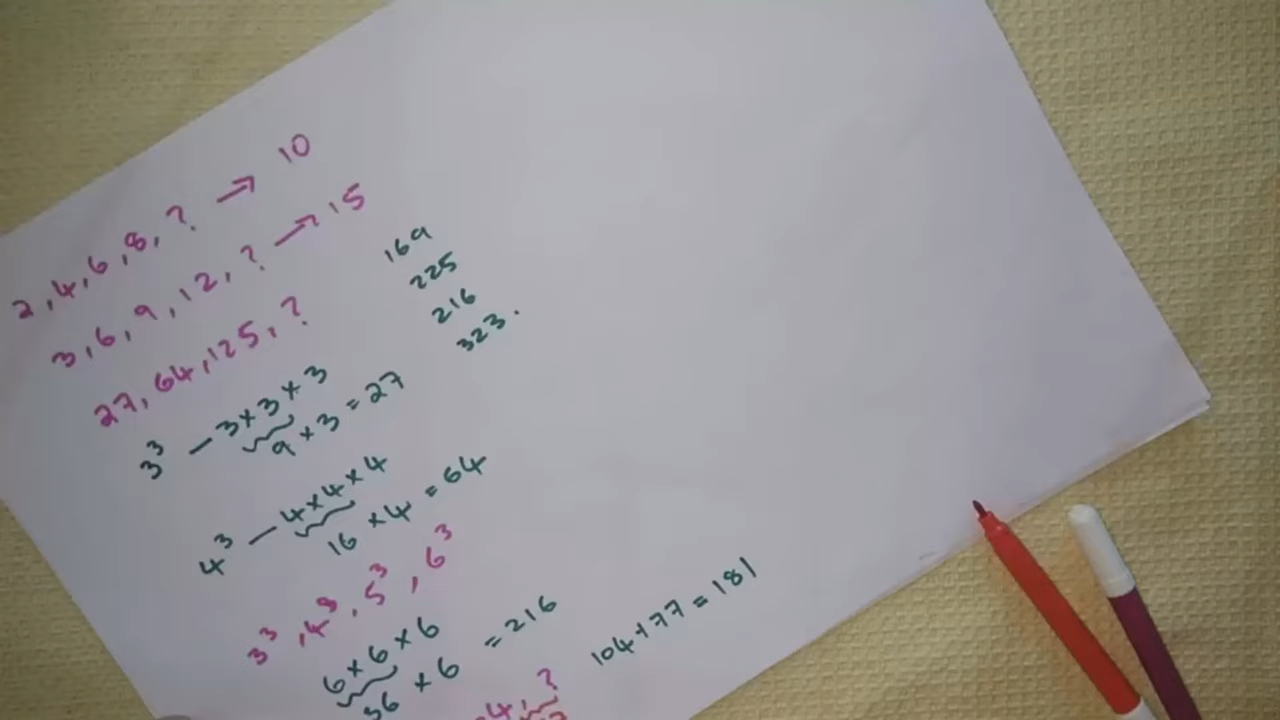 2, 4, 6, 8, ? → 10
3, 6, 9, 12, ? → 15
27, 64, 125, ?
169
225
216
323.
3³ – 3×3×3
9×3=27
4³ – 4×4×4
16×4=64
3³, 4³, 5³, 6³
6×6×6
36×6 =216
4, ?
104+77=181